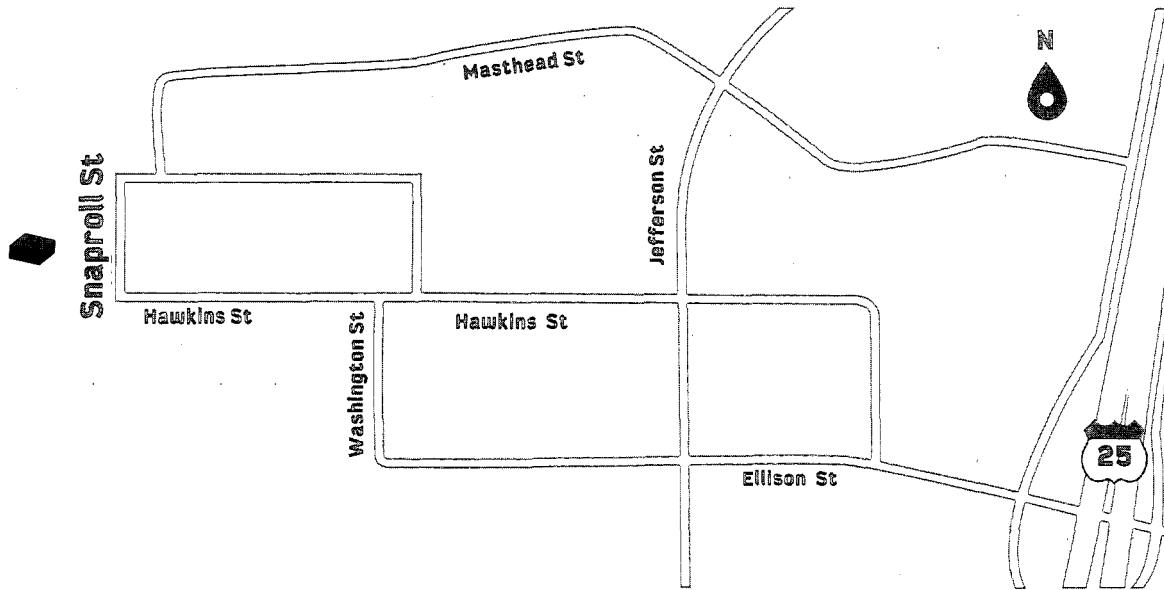 N
Masthead St
Snaproll St
Jefferson St
Hawkins St
Washington St
Hawkins St
25
Ellison St